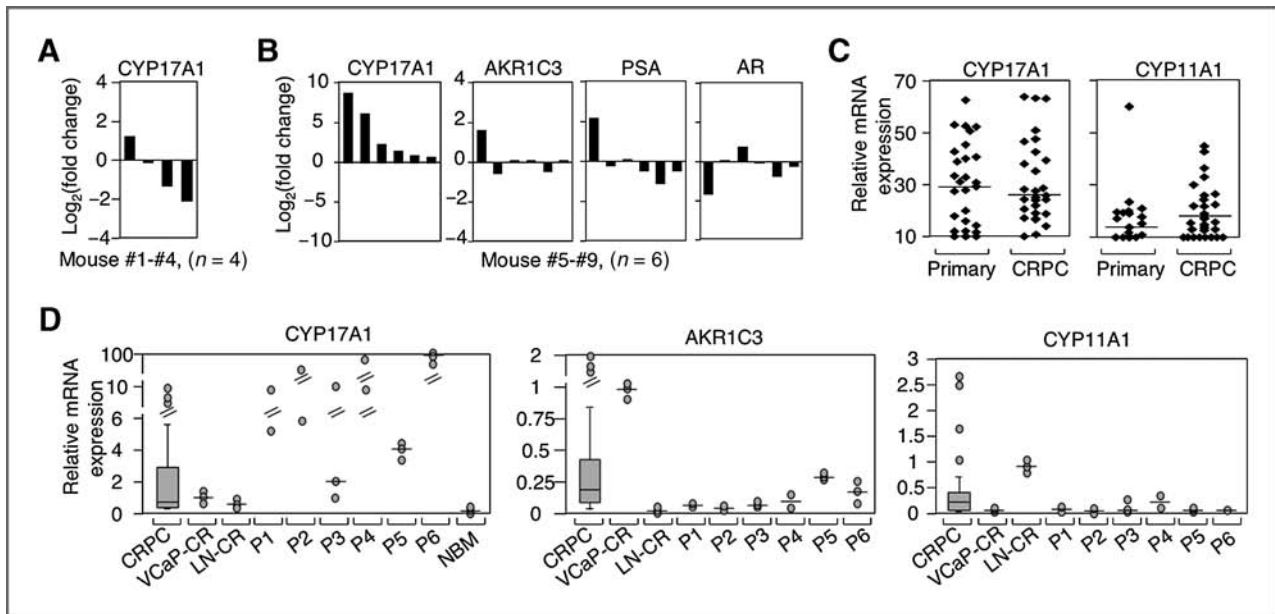 A
CYP17A1
Log2(fold change)
4
2
0
−2
−4
Mouse #1-#4, (n = 4)
B
CYP17A1
AKR1C3
PSA
AR
Log2(fold change)
10
5
0
−5
−10
4
2
0
−2
−4
Mouse #5-#9, (n = 6)
C
CYP17A1
CYP11A1
Relative mRNA
expression
70
50
30
10
Primary
CRPC
Primary
CRPC
D
CYP17A1
Relative mRNA
expression
100
10
6
4
2
0
CRPC
VCaP-CR
LN-CR
P1
P2
P3
P4
P5
P6
NBM
AKR1C3
2
1
0.75
0.5
0.25
0
CRPC
VCaP-CR
LN-CR
P1
P2
P3
P4
P5
P6
CYP11A1
3
2.5
2
1.5
1
0.5
0
CRPC
VCaP-CR
LN-CR
P1
P2
P3
P4
P5
P6